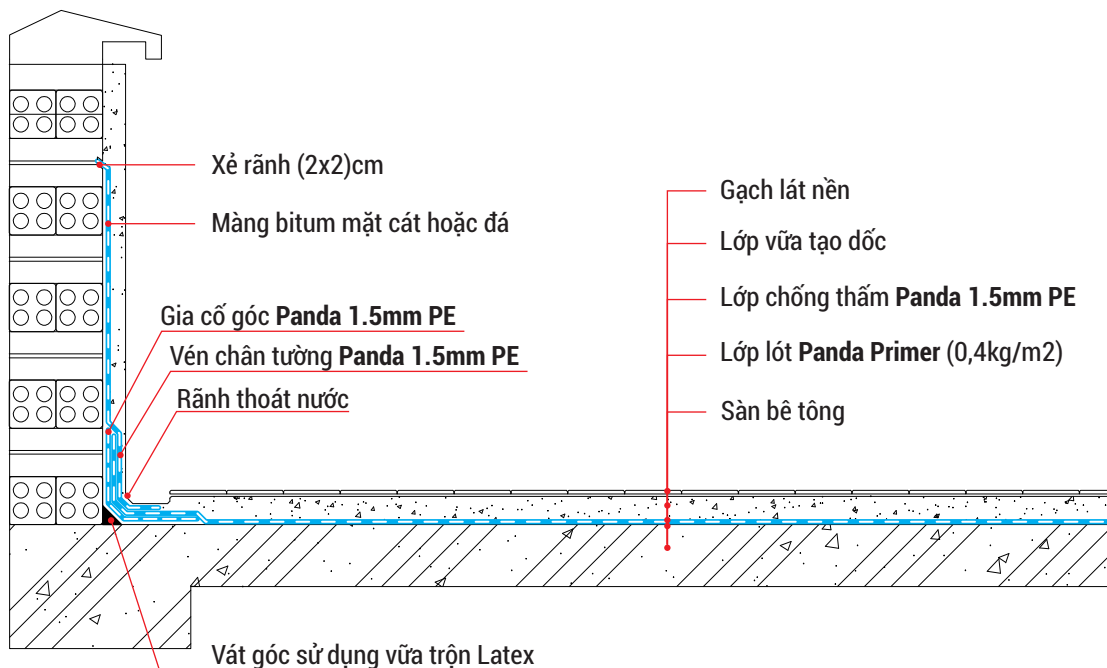 Xẻ rãnh (2x2)cm
Màng bitum mặt cát hoặc đá
Gia cố góc Panda 1.5mm PE
Vén chân tường Panda 1.5mm PE
Rãnh thoát nước
Gạch lát nền
Lớp vữa tạo dốc
Lớp chống thấm Panda 1.5mm PE
Lớp lót Panda Primer (0,4kg/m2)
Sàn bê tông
Vát góc sử dụng vữa trộn Latex